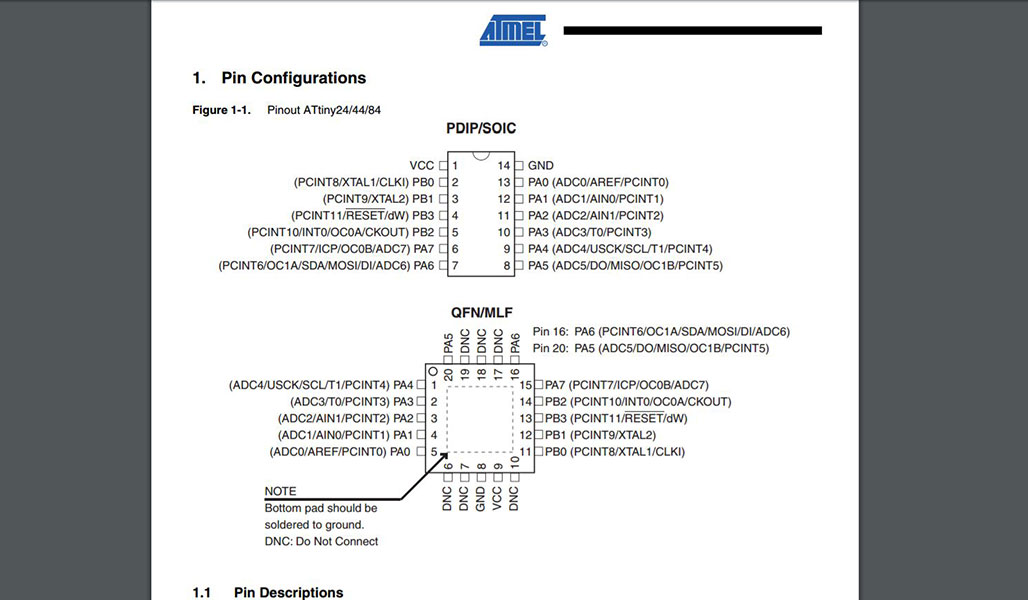 ATMEL
1. Pin Configurations
Figure 1-1. Pinout ATtiny24/44/84
PDIP/SOIC
VCC 1 14 GND
(PCINT8/XTAL1/CLKI) PB0 2 13 PA0 (ADC0/AREF/PCINT0)
(PCINT9/XTAL2) PB1 3 12 PA1 (ADC1/AIN0/PCINT1)
(PCINT11/RESET/dW) PB3 4 11 PA2 (ADC2/AIN1/PCINT2)
(PCINT10/INT0/OC0A/CKOUT) PB2 5 10 PA3 (ADC3/T0/PCINT3)
(PCINT7/ICP/OC0B/ADC7) PA7 6 9 PA4 (ADC4/USCK/SCL/T1/PCINT4)
(PCINT6/OC1A/SDA/MOSI/DI/ADC6) PA6 7 8 PA5 (ADC5/DO/MISO/OC1B/PCINT5)
QFN/MLF
Pin 16: PA6 (PCINT6/OC1A/SDA/MOSI/DI/ADC6)
Pin 20: PA5 (ADC5/DO/MISO/OC1B/PCINT5)
PA5 DNC DNC DNC PA6
20 19 18 17 16
(ADC4/USCK/SCL/T1/PCINT4) PA4 1 15 PA7 (PCINT7/ICP/OC0B/ADC7)
(ADC3/T0/PCINT3) PA3 2 14 PB2 (PCINT10/INT0/OC0A/CKOUT)
(ADC2/AIN1/PCINT2) PA2 3 13 PB3 (PCINT11/RESET/dW)
(ADC1/AIN0/PCINT1) PA1 4 12 PB1 (PCINT9/XTAL2)
(ADC0/AREF/PCINT0) PA0 5 11 PB0 (PCINT8/XTAL1/CLKI)
6 7 8 9 10
DNC DNC GND VCC DNC
NOTE
Bottom pad should be
soldered to ground.
DNC: Do Not Connect
1.1 Pin Descriptions